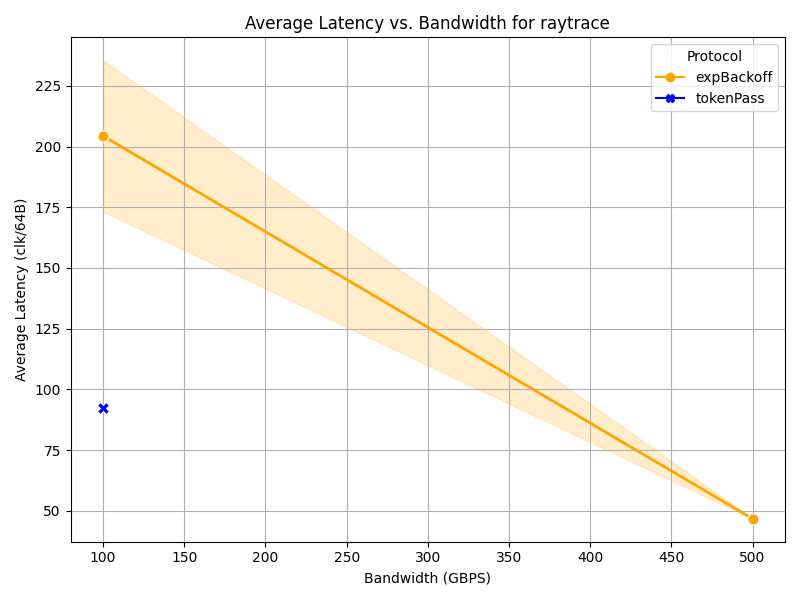 Average Latency vs. Bandwidth for raytrace
Protocol
expBackoff
tokenPass
Average Latency (clk/64B)
225
200
175
150
125
100
75
50
100 150 200 250 300 350 400 450 500
Bandwidth (GBPS)